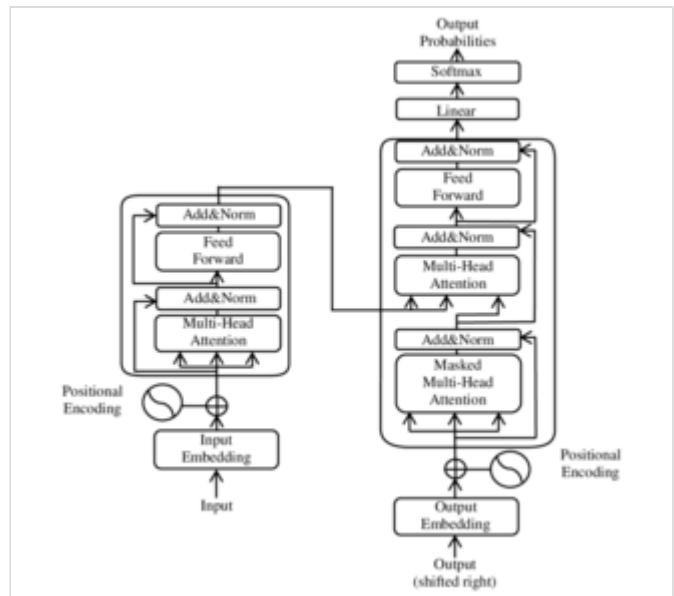 Output
Probabilities
Softmax
Linear
Add&Norm
Feed
Forward
Add&Norm
Multi-Head
Attention
Add&Norm
Masked
Multi-Head
Attention
Positional
Encoding
Output
Embedding
Output
(shifted right)
Add&Norm
Feed
Forward
Add&Norm
Multi-Head
Attention
Positional
Encoding
Input
Embedding
Input